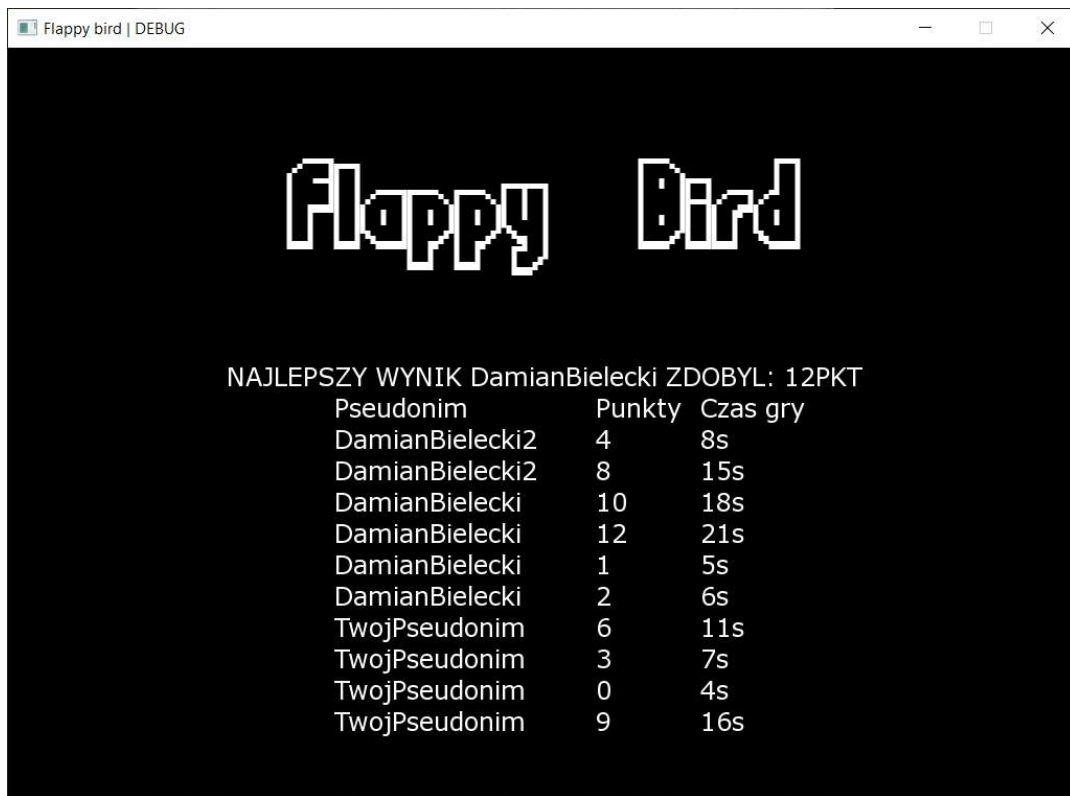 Flappy bird | DEBUG
Flappy Bird
NAJLEPSZY WYNIK DamianBielecki ZDOBYL: 12PKT
Pseudonim Punkty Czas gry
DamianBielecki2 4 8s
DamianBielecki2 8 15s
DamianBielecki 10 18s
DamianBielecki 12 21s
DamianBielecki 1 5s
DamianBielecki 2 6s
TwojPseudonim 6 11s
TwojPseudonim 3 7s
TwojPseudonim 0 4s
TwojPseudonim 9 16s